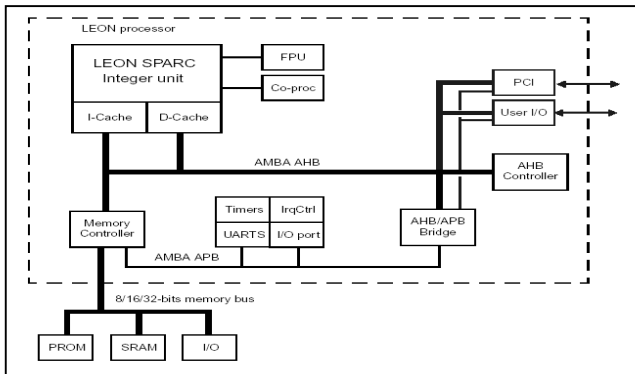 LEON processor
LEON SPARC
Integer unit
FPU
Co-proc
I-Cache
D-Cache
PCI
User I/O
AMBA AHB
AHB
Controller
Timers
IrqCtrl
UARTS
I/O port
Memory
Controller
AHB/APB
Bridge
AMBA APB
8/16/32-bits memory bus
PROM
SRAM
I/O